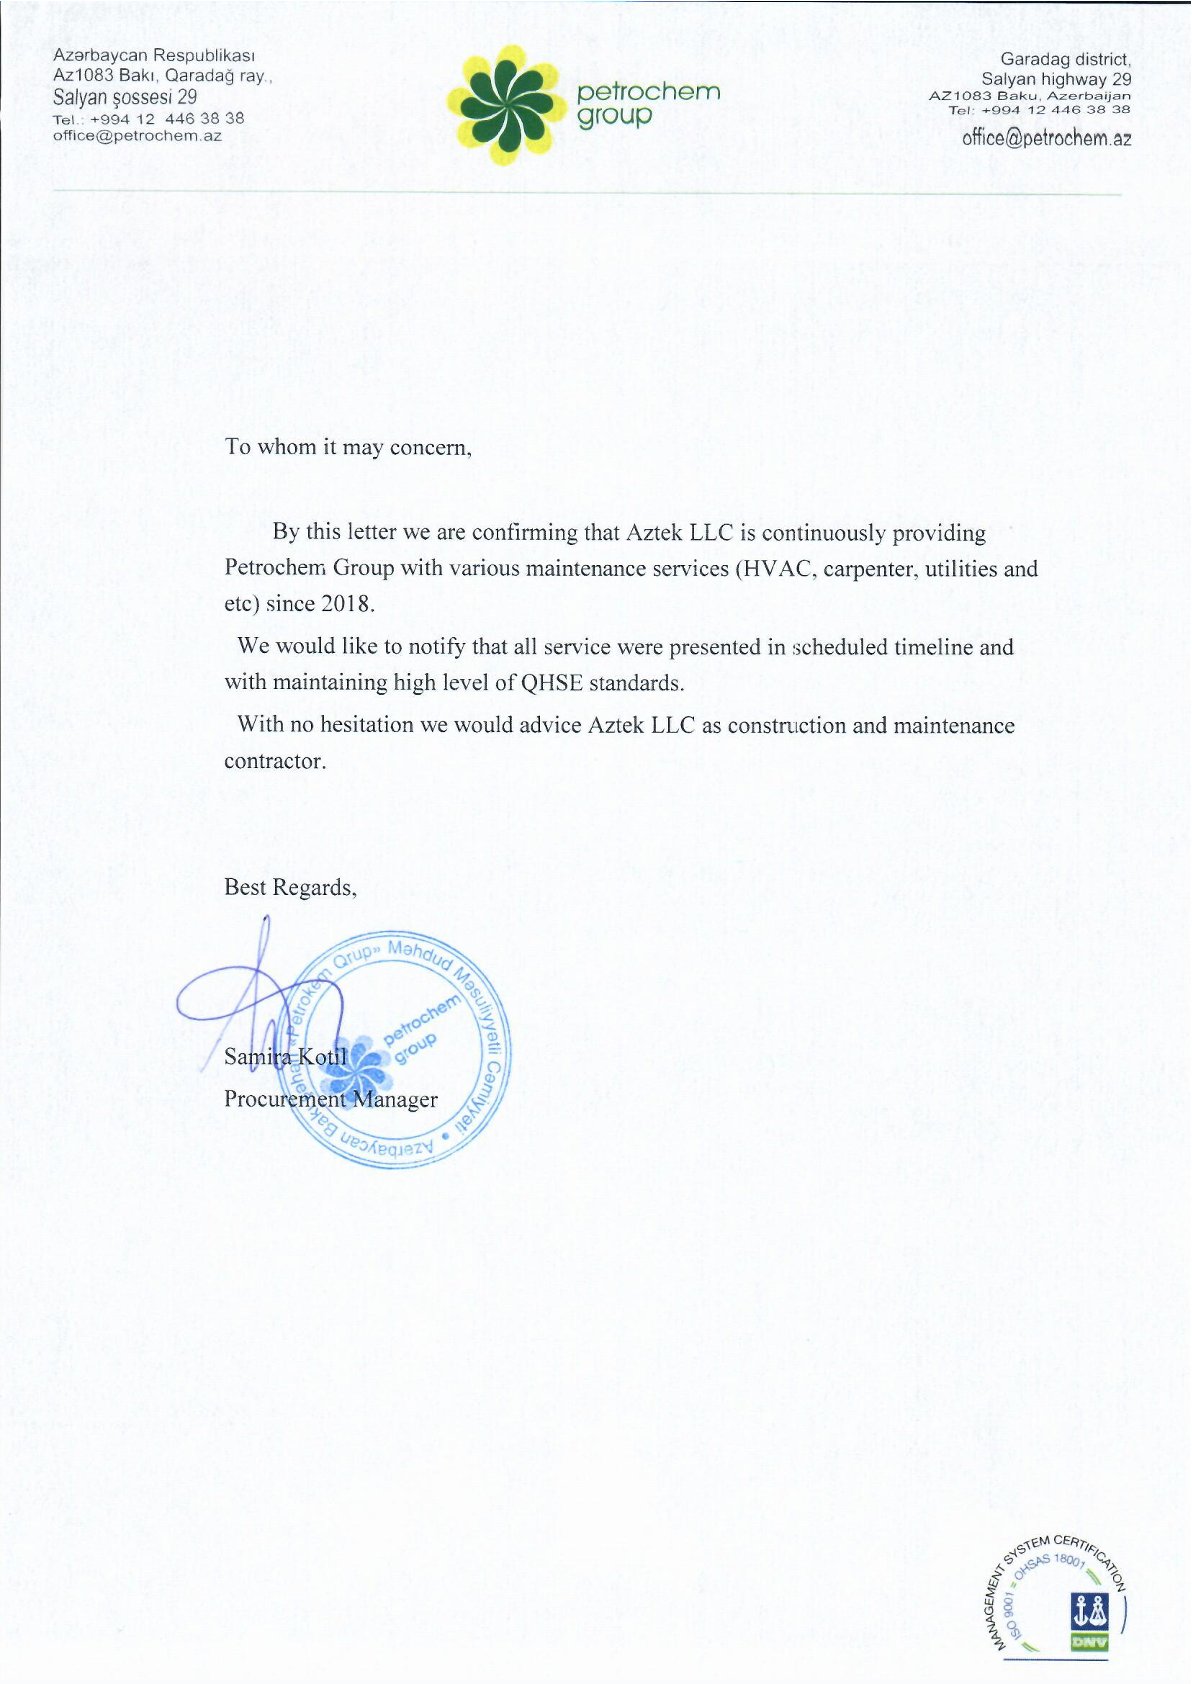 Azərbaycan Respublikası
Az1083 Bakı, Qaradağ ray.,
Salyan şossesi 29
Tel.: +994 12 446 38 38
office@petrochem.az
petrochem
group
Garadag district,
Salyan highway 29
AZ1083 Baku, Azerbaijan
Tel: +994 12 446 38 38
office@petrochem.az
To whom it may concern,
By this letter we are confirming that Aztek LLC is continuously providing
Petrochem Group with various maintenance services (HVAC, carpenter, utilities and
etc) since 2018.
We would like to notify that all service were presented in scheduled timeline and
with maintaining high level of QHSE standards.
With no hesitation we would advice Aztek LLC as construction and maintenance
contractor.
Best Regards,
Samira Kotil
Procurement Manager
Azərbaycan Bakı şəhəri «Petrokem Qrup» Məhdud Məsuliyyətli Cəmiyyəti
petrochem
group
MANAGEMENT SYSTEM CERTIFICATION
ISO 9001 = OHSAS 18001
DNV